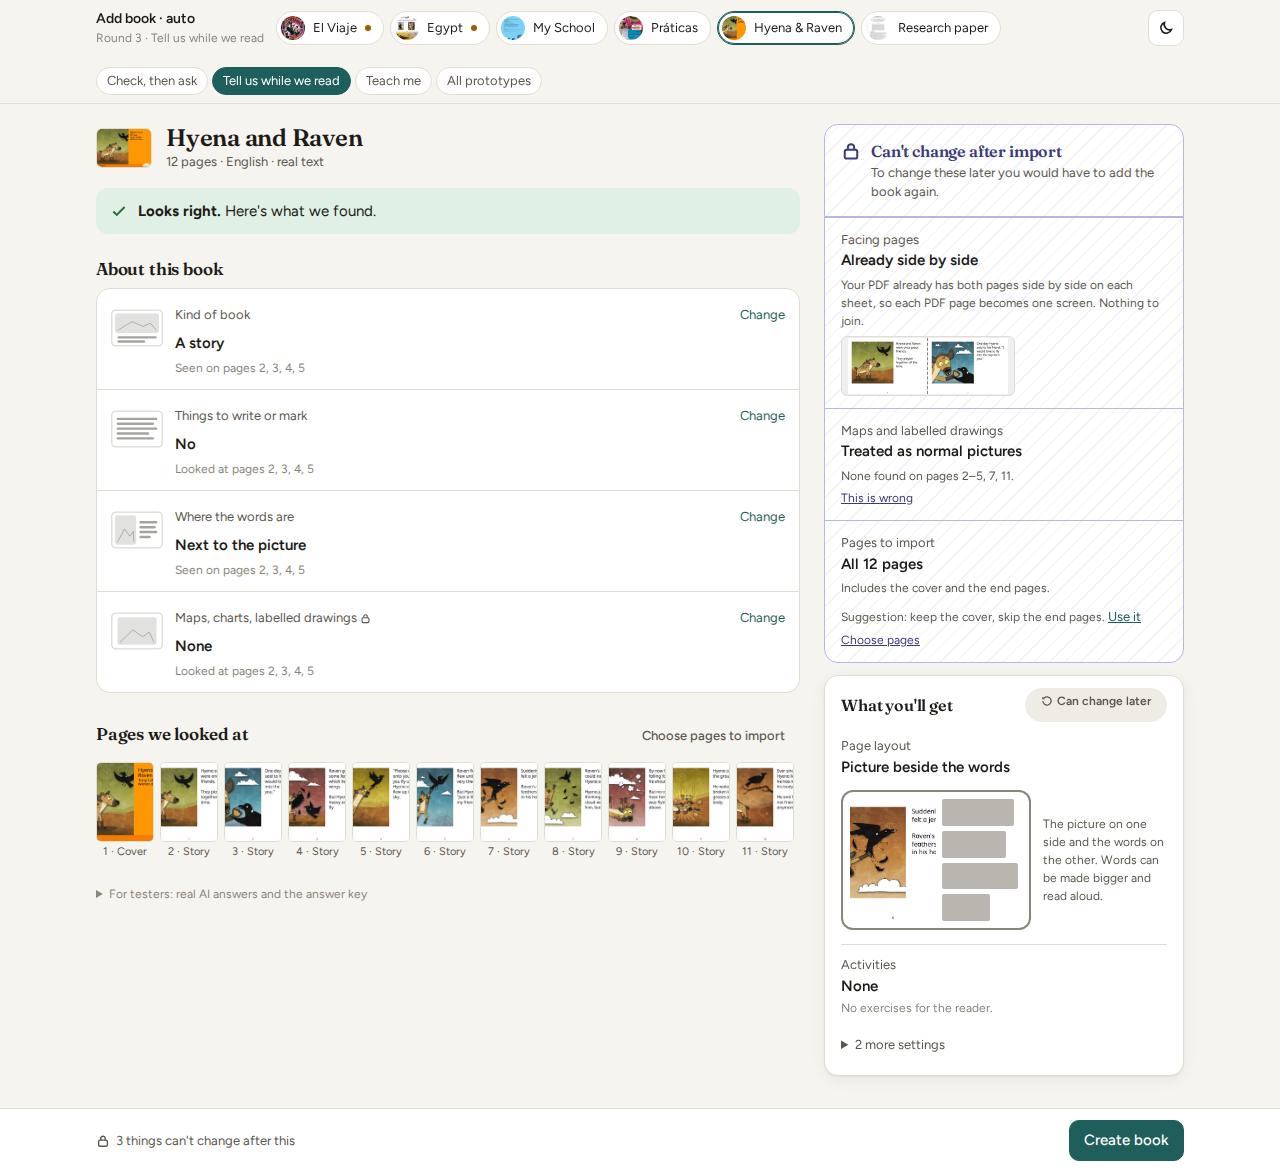 Add book · auto
Round 3 · Tell us while we read
El Viaje
Egypt
My School
Práticas
Hyena & Raven
Research paper
Check, then ask
Tell us while we read
Teach me
All prototypes
Hyena and Raven
12 pages · English · real text
Looks right. Here's what we found.
About this book
Kind of book
Change
A story
Seen on pages 2, 3, 4, 5
Things to write or mark
Change
No
Looked at pages 2, 3, 4, 5
Where the words are
Change
Next to the picture
Seen on pages 2, 3, 4, 5
Maps, charts, labelled drawings
Change
None
Looked at pages 2, 3, 4, 5
Pages we looked at
Choose pages to import
1 · Cover
2 · Story
3 · Story
4 · Story
5 · Story
6 · Story
7 · Story
8 · Story
9 · Story
10 · Story
11 · Story
For testers: real AI answers and the answer key
Can't change after import
To change these later you would have to add the
book again.
Facing pages
Already side by side
Your PDF already has both pages side by side on each
sheet, so each PDF page becomes one screen. Nothing to
join.
Maps and labelled drawings
Treated as normal pictures
None found on pages 2–5, 7, 11.
This is wrong
Pages to import
All 12 pages
Includes the cover and the end pages.
Suggestion: keep the cover, skip the end pages. Use it
Choose pages
What you'll get
Can change later
Page layout
Picture beside the words
The picture on one
side and the words on
the other. Words can
be made bigger and
read aloud.
Activities
None
No exercises for the reader.
2 more settings
3 things can't change after this
Create book